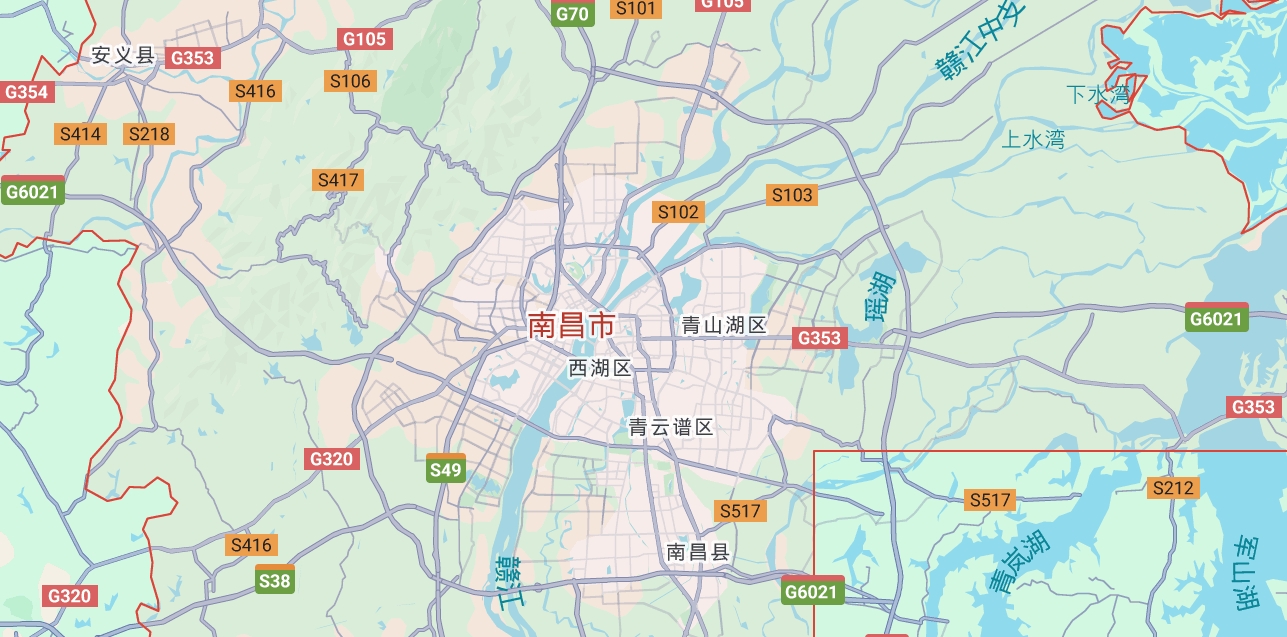 G70
S101
G105
赣江中支
安义县
G353
G105
G354
S416
S106
下水湾
S414
S218
上水湾
G6021
S417
S103
S102
瑶湖
南昌市
青山湖区
G353
G6021
西湖区
G353
青云谱区
G320
S49
S212
S517
S517
S416
南昌县
青岚湖
军山湖
S38
赣江
G320
G6021